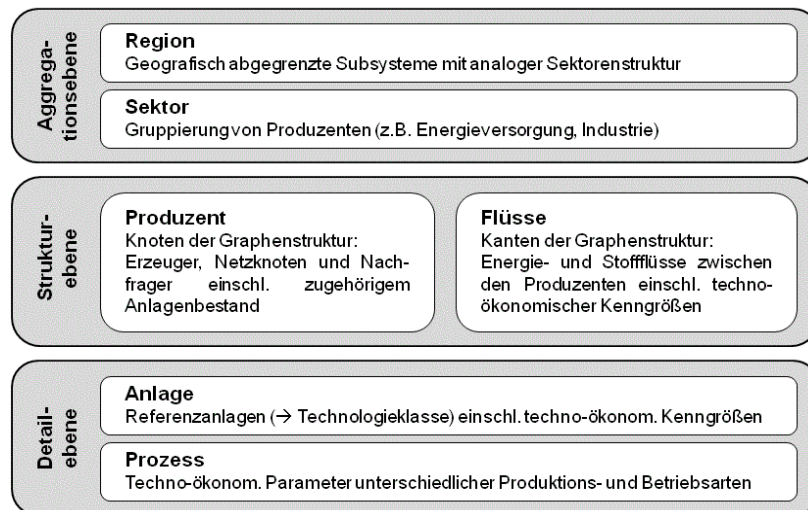 Aggrega-
tionsebene
Region
Geografisch abgegrenzte Subsysteme mit analoger Sektorenstruktur
Sektor
Gruppierung von Produzenten (z.B. Energieversorgung, Industrie)
Struktur-
ebene
Produzent
Knoten der Graphenstruktur:
Erzeuger, Netzknoten und Nach-
frager einschl. zugehörigem
Anlagenbestand
Flüsse
Kanten der Graphenstruktur:
Energie- und Stoffflüsse zwischen
den Produzenten einschl. techno-
ökonomischer Kenngrößen
Detail-
ebene
Anlage
Referenzanlagen (→ Technologieklasse) einschl. techno-ökonom. Kenngrößen
Prozess
Techno-ökonom. Parameter unterschiedlicher Produktions- und Betriebsarten